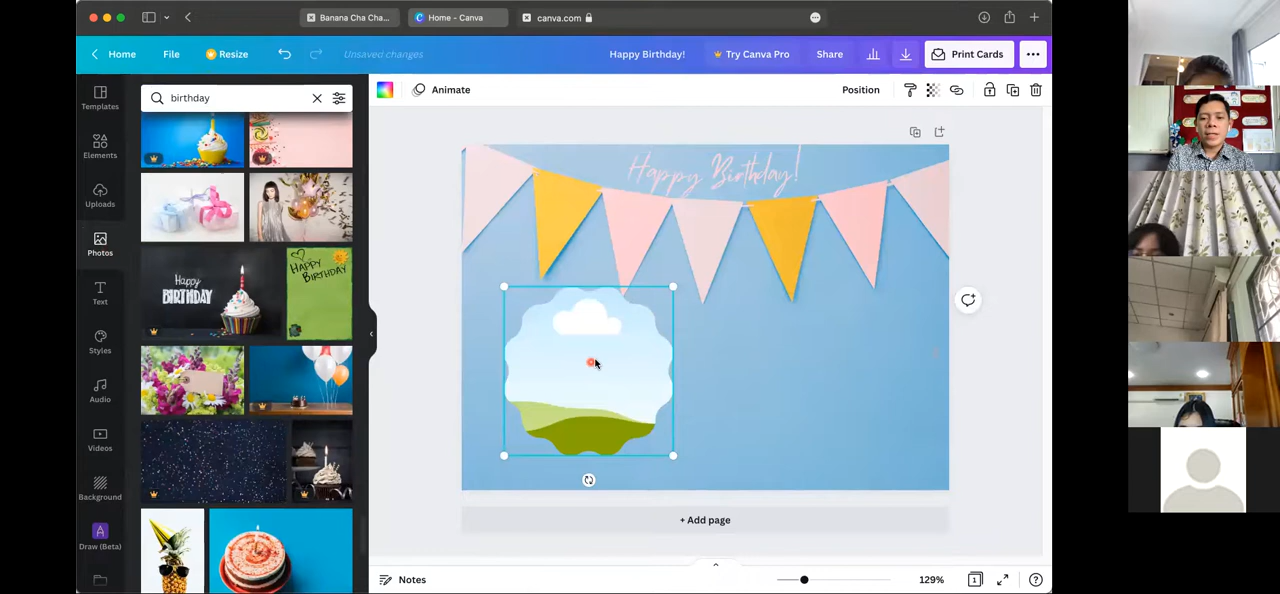 Banana Cha Cha...
Home - Canva
canva.com
Home
File
Resize
Unsaved changes
Happy Birthday!
Try Canva Pro
Share
Print Cards
Templates
Elements
Uploads
Photos
Text
Styles
Audio
Videos
Background
Draw (Beta)
birthday
Happy
BIRTHDAY
HAPPY
BIRTHDAY
Animate
Position
Happy Birthday!
+ Add page
Notes
129%
1